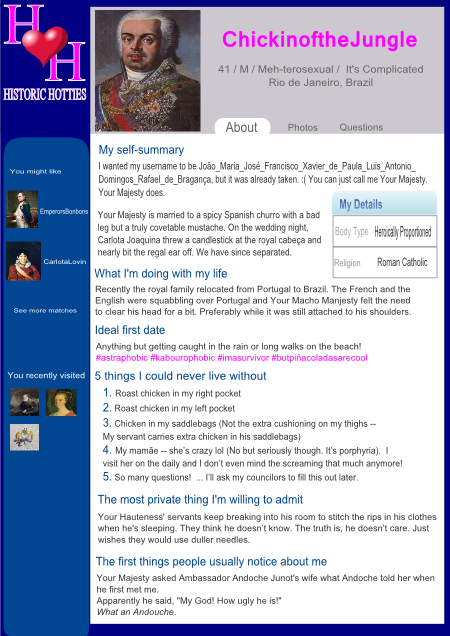 H
H
HISTORIC HOTTIES
ChickinoftheJungle
41 / M / Meh-terosexual / It's Complicated
Rio de Janeiro, Brazil
About
Photos
Questions
You might like
EmperorsBonbons
CarlotaLovin
See more matches
You recently visited
My self-summary
I wanted my username to be João_Maria_José_Francisco_Xavier_de_Paula_Luis_Antonio_
Domingos_Rafael_de_Bragança, but it was already taken. :( You can just call me Your Majesty.
Your Majesty does.
Your Majesty is married to a spicy Spanish churro with a bad
leg but a truly covetable mustache. On the wedding night,
Carlota Joaquina threw a candlestick at the royal cabeça and
nearly bit the regal ear off. We have since separated.
My Details
Body Type Heroically Proportioned
Religion Roman Catholic
What I'm doing with my life
Recently the royal family relocated from Portugal to Brazil. The French and the
English were squabbling over Portugal and Your Macho Manjesty felt the need
to clear his head for a bit. Preferably while it was still attached to his shoulders.
Ideal first date
Anything but getting caught in the rain or long walks on the beach!
#astraphobic #kabourophobic #imasurvivor #butpiñacoladasarecool
5 things I could never live without
1. Roast chicken in my right pocket
2. Roast chicken in my left pocket
3. Chicken in my saddlebags (Not the extra cushioning on my thighs --
My servant carries extra chicken in his saddlebags)
4. My mamãe -- she's crazy lol (No but seriously though. It's porphyria). I
visit her on the daily and I don't even mind the screaming that much anymore!
5. So many questions! ... I'll ask my councilors to fill this out later.
The most private thing I'm willing to admit
Your Hauteness' servants keep breaking into his room to stitch the rips in his clothes
when he's sleeping. They think he doesn't know. The truth is, he doesn't care. Just
wishes they would use duller needles.
The first things people usually notice about me
Your Majesty asked Ambassador Andoche Junot's wife what Andoche told her when
he first met me.
Apparently he said, "My God! How ugly he is!"
What an Andouche.